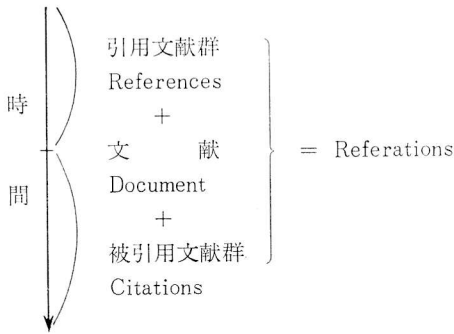 時間
引用文献群
References
+
文 献
Document
+
被引用文献群
Citations
= Referations